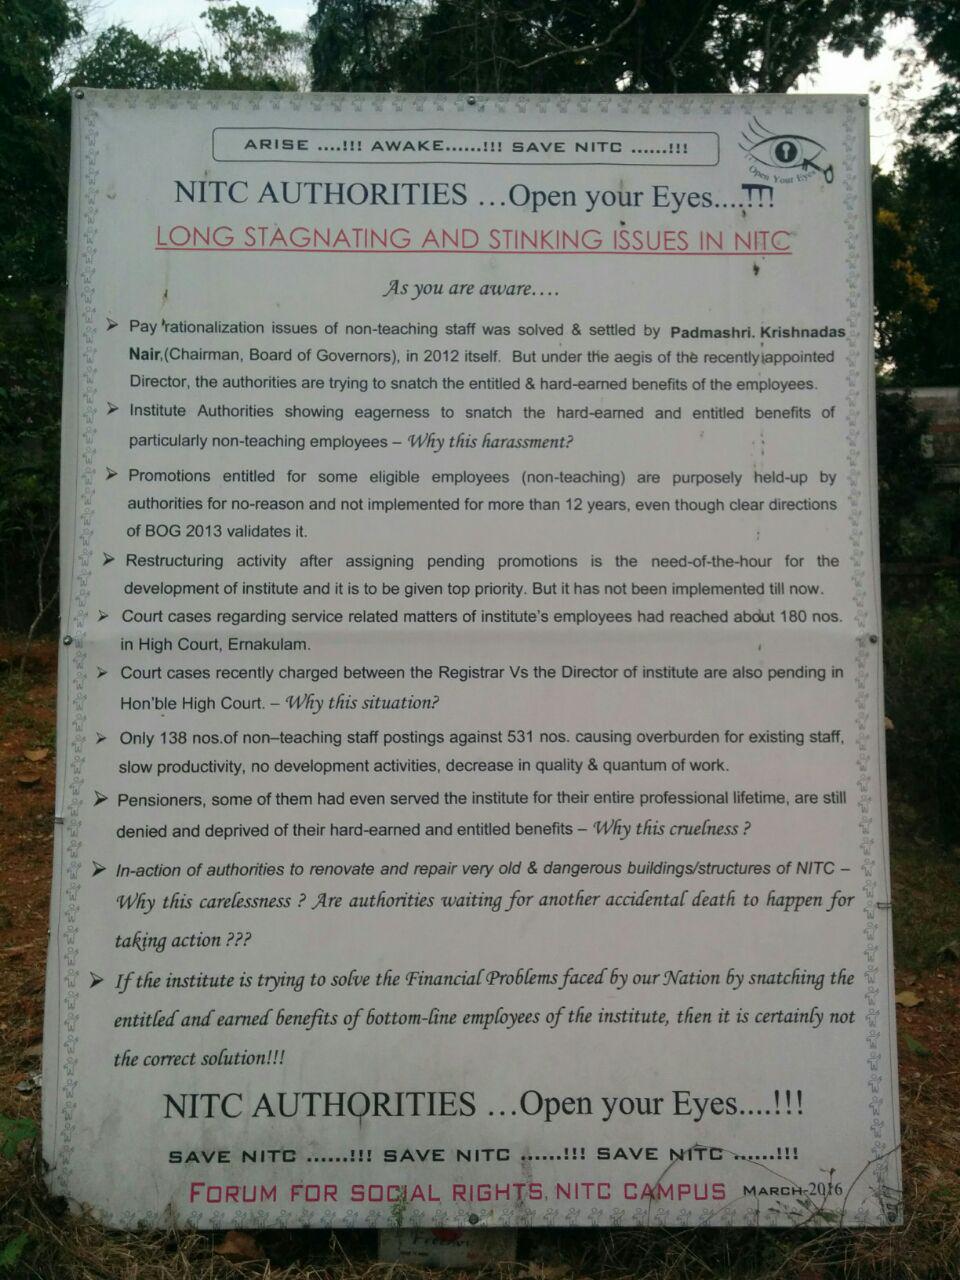 ARISE ....!!! AWAKE......!!! SAVE NITC ......!!!
Open Your Eyes
NITC AUTHORITIES ...Open your Eyes....!!!
LONG STAGNATING AND STINKING ISSUES IN NITC
As you are aware....
➢ Pay rationalization issues of non-teaching staff was solved & settled by Padmashri. Krishnadas
Nair,(Chairman, Board of Governors), in 2012 itself. But under the aegis of the recently appointed
Director, the authorities are trying to snatch the entitled & hard-earned benefits of the employees.
➢ Institute Authorities showing eagerness to snatch the hard-earned and entitled benefits of
particularly non-teaching employees – Why this harassment?
➢ Promotions entitled for some eligible employees (non-teaching) are purposely held-up by
authorities for no-reason and not implemented for more than 12 years, even though clear directions
of BOG 2013 validates it.
➢ Restructuring activity after assigning pending promotions is the need-of-the-hour for the
development of institute and it is to be given top priority. But it has not been implemented till now.
➢ Court cases regarding service related matters of institute's employees had reached about 180 nos.
in High Court, Ernakulam.
➢ Court cases recently charged between the Registrar Vs the Director of institute are also pending in
Hon'ble High Court. – Why this situation?
➢ Only 138 nos.of non–teaching staff postings against 531 nos. causing overburden for existing staff,
slow productivity, no development activities, decrease in quality & quantum of work.
➢ Pensioners, some of them had even served the institute for their entire professional lifetime, are still
denied and deprived of their hard-earned and entitled benefits – Why this cruelness ?
➢ In-action of authorities to renovate and repair very old & dangerous buildings/structures of NITC –
Why this carelessness ? Are authorities waiting for another accidental death to happen for
taking action ???
➢ If the institute is trying to solve the Financial Problems faced by our Nation by snatching the
entitled and earned benefits of bottom-line employees of the institute, then it is certainly not
the correct solution!!!
NITC AUTHORITIES ...Open your Eyes....!!!
SAVE NITC ......!!! SAVE NITC ......!!! SAVE NITC ......!!!
FORUM FOR SOCIAL RIGHTS, NITC CAMPUS MARCH-2016